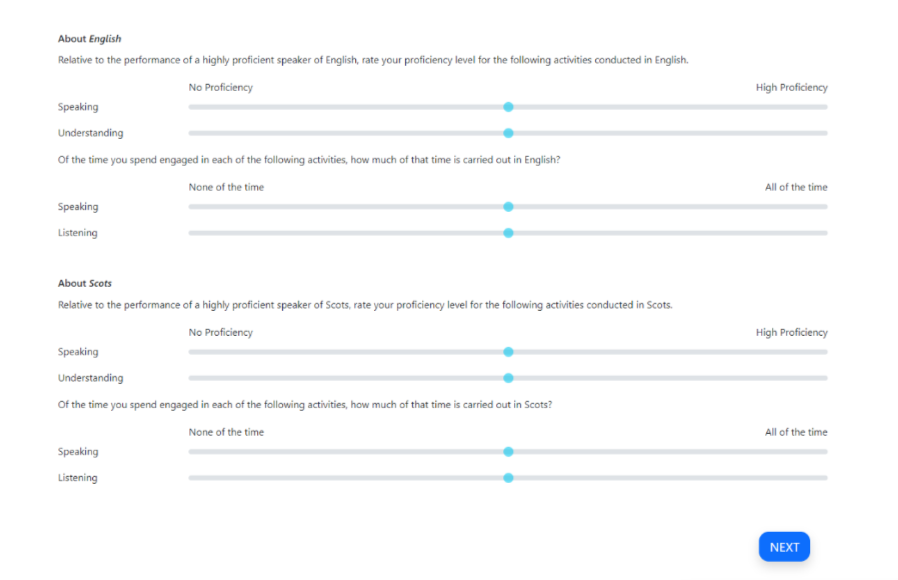 About English
Relative to the performance of a highly proficient speaker of English, rate your proficiency level for the following activities conducted in English.
No Proficiency High Proficiency
Speaking
Understanding
Of the time you spend engaged in each of the following activities, how much of that time is carried out in English?
None of the time All of the time
Speaking
Listening
About Scots
Relative to the performance of a highly proficient speaker of Scots, rate your proficiency level for the following activities conducted in Scots.
No Proficiency High Proficiency
Speaking
Understanding
Of the time you spend engaged in each of the following activities, how much of that time is carried out in Scots?
None of the time All of the time
Speaking
Listening
NEXT